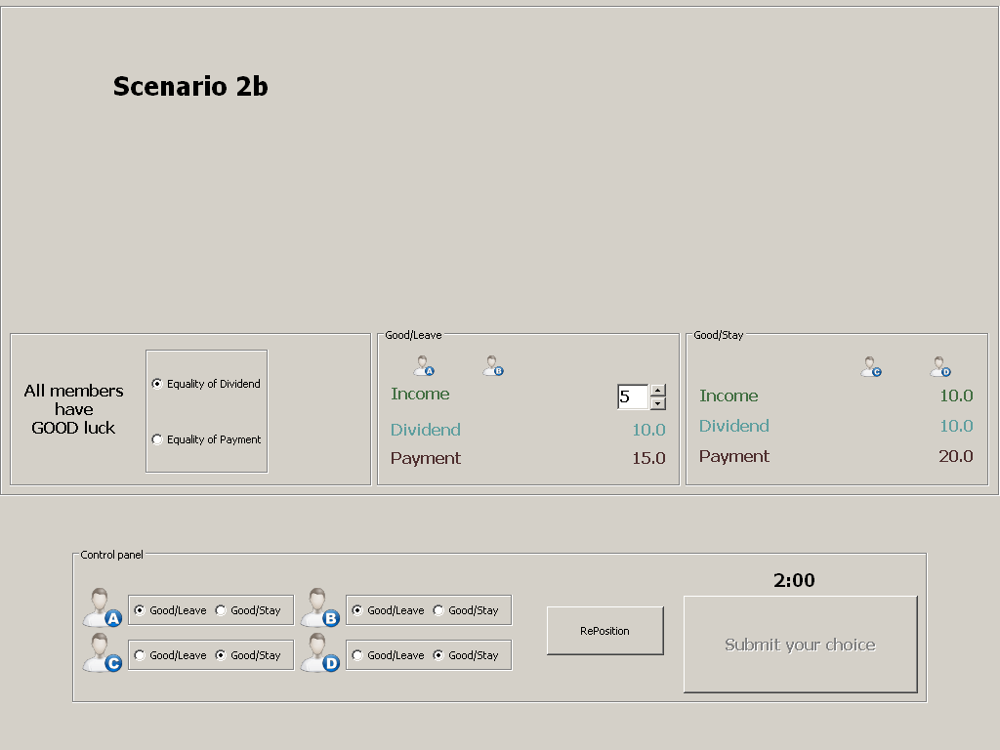 Scenario 2b
All members
have
GOOD luck
Equality of Dividend
Equality of Payment
Good/Leave
A B
Income 5
Dividend 10.0
Payment 15.0
Good/Stay
C D
Income 10.0
Dividend 10.0
Payment 20.0
Control panel
A Good/Leave Good/Stay B Good/Leave Good/Stay
C Good/Leave Good/Stay D Good/Leave Good/Stay
RePosition
2:00
Submit your choice